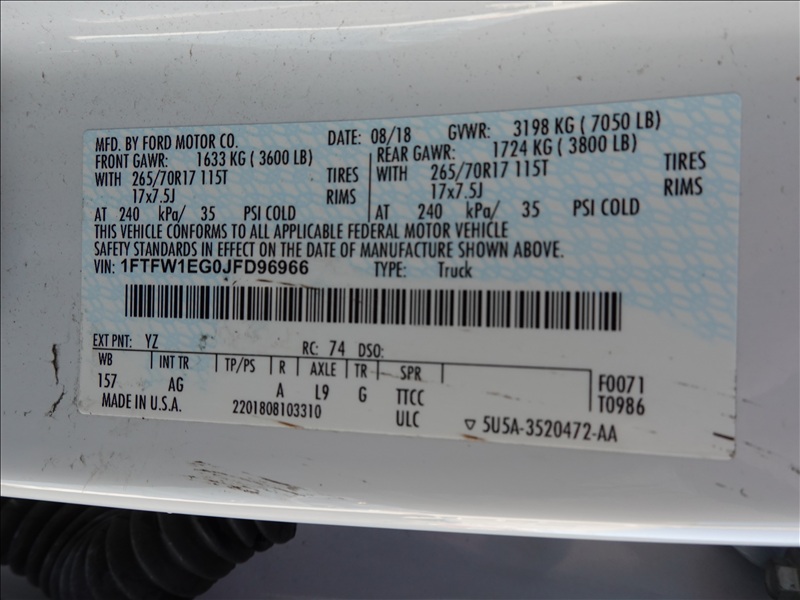 MFD. BY FORD MOTOR CO. DATE: 08/18 GVWR: 3198 KG ( 7050 LB)
FRONT GAWR: 1633 KG ( 3600 LB) REAR GAWR: 1724 KG ( 3800 LB)
WITH 265/70R17 115T TIRES WITH 265/70R17 115T TIRES
17x7.5J RIMS 17x7.5J RIMS
AT 240 kPa/ 35 PSI COLD AT 240 kPa/ 35 PSI COLD
THIS VEHICLE CONFORMS TO ALL APPLICABLE FEDERAL MOTOR VEHICLE
SAFETY STANDARDS IN EFFECT ON THE DATE OF MANUFACTURE SHOWN ABOVE.
VIN: 1FTFW1EG0JFD96966 TYPE: Truck
EXT PNT: YZ RC: 74 DSO:
WB INT TR TP/PS R AXLE TR SPR
157 AG A L9 G TTCC F0071
MADE IN U.S.A. 2201808103310 ULC T0986
5U5A-3520472-AA